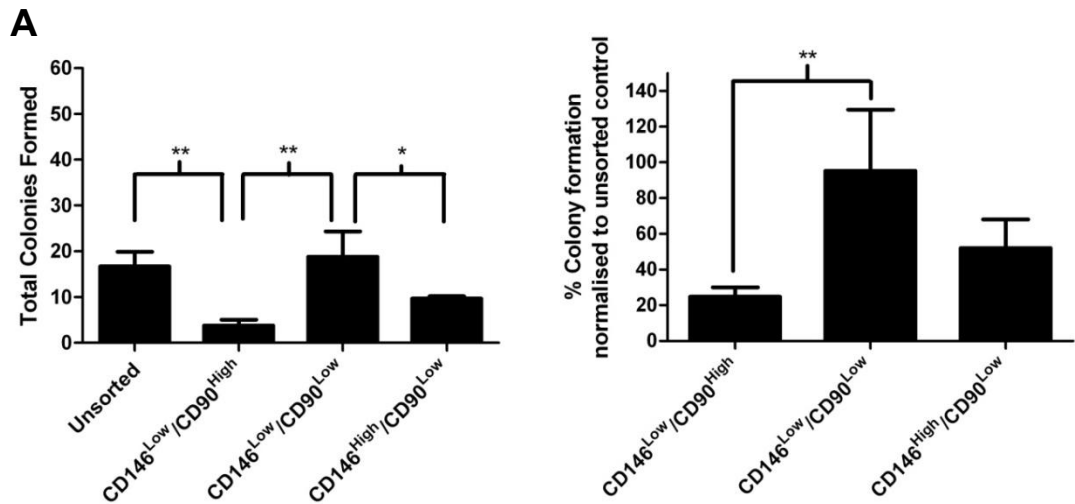 A
Total Colonies Formed
60
50
40
30
20
10
0
**
**
*
Unsorted
CD146Low/CD90High
CD146Low/CD90Low
CD146High/CD90Low
% Colony formation
normalised to unsorted control
140
120
100
80
60
40
20
0
**
CD146Low/CD90High
CD146Low/CD90Low
CD146High/CD90Low